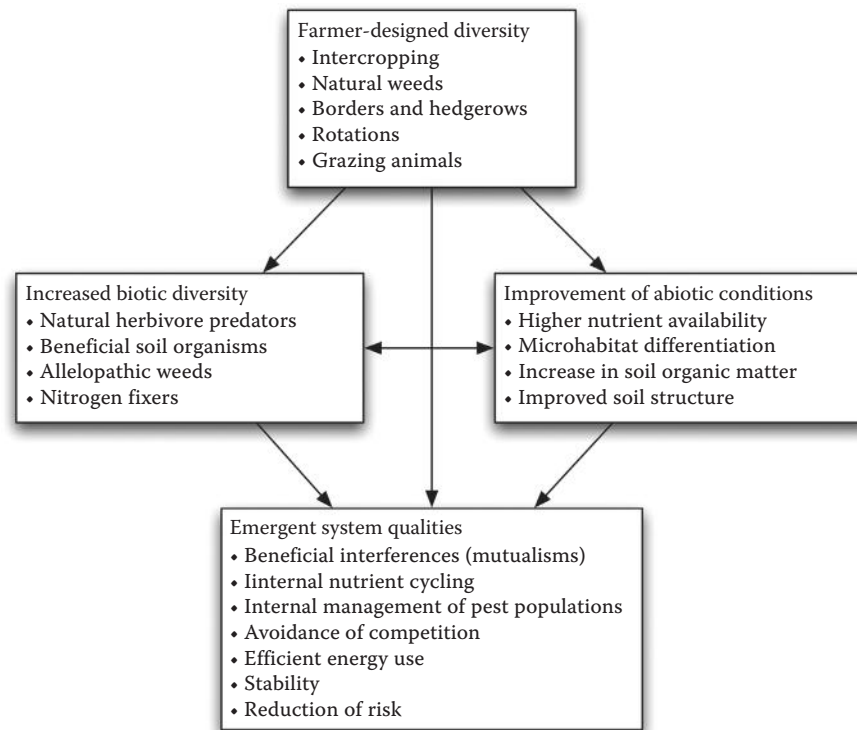 Farmer-designed diversity
• Intercropping
• Natural weeds
• Borders and hedgerows
• Rotations
• Grazing animals
Increased biotic diversity
• Natural herbivore predators
• Beneficial soil organisms
• Allelopathic weeds
• Nitrogen fixers
Improvement of abiotic conditions
• Higher nutrient availability
• Microhabitat differentiation
• Increase in soil organic matter
• Improved soil structure
Emergent system qualities
• Beneficial interferences (mutualisms)
• Iinternal nutrient cycling
• Internal management of pest populations
• Avoidance of competition
• Efficient energy use
• Stability
• Reduction of risk